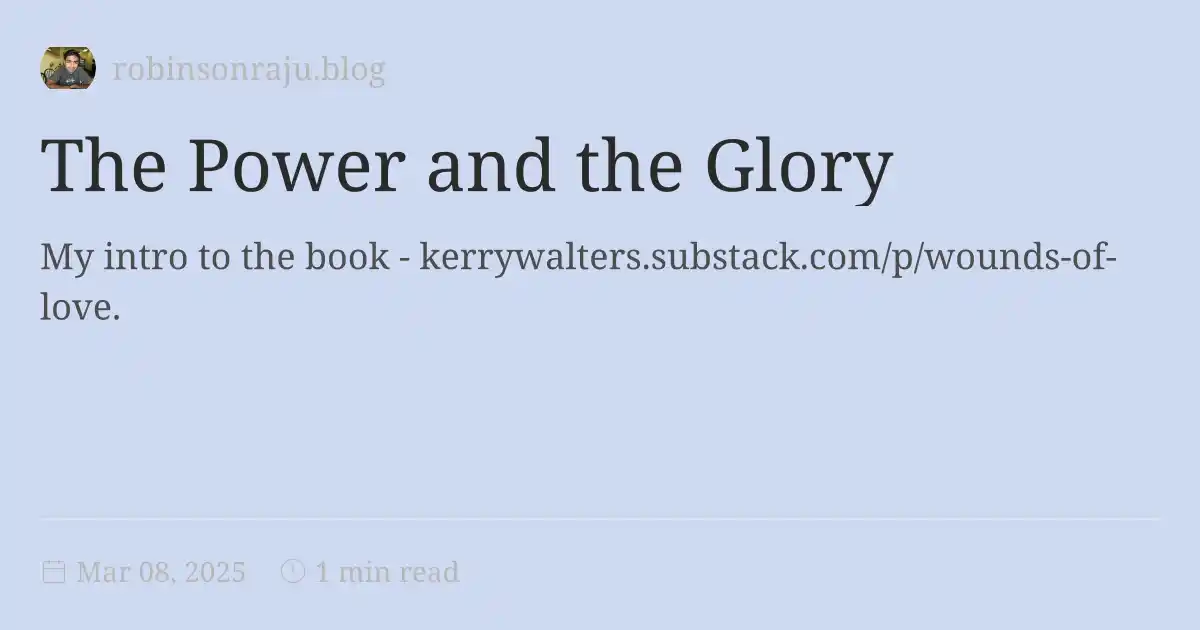 robinsonraju.blog
The Power and the Glory
My intro to the book - kerrywalters.substack.com/p/wounds-of-
love.
Mar 08, 2025 1 min read